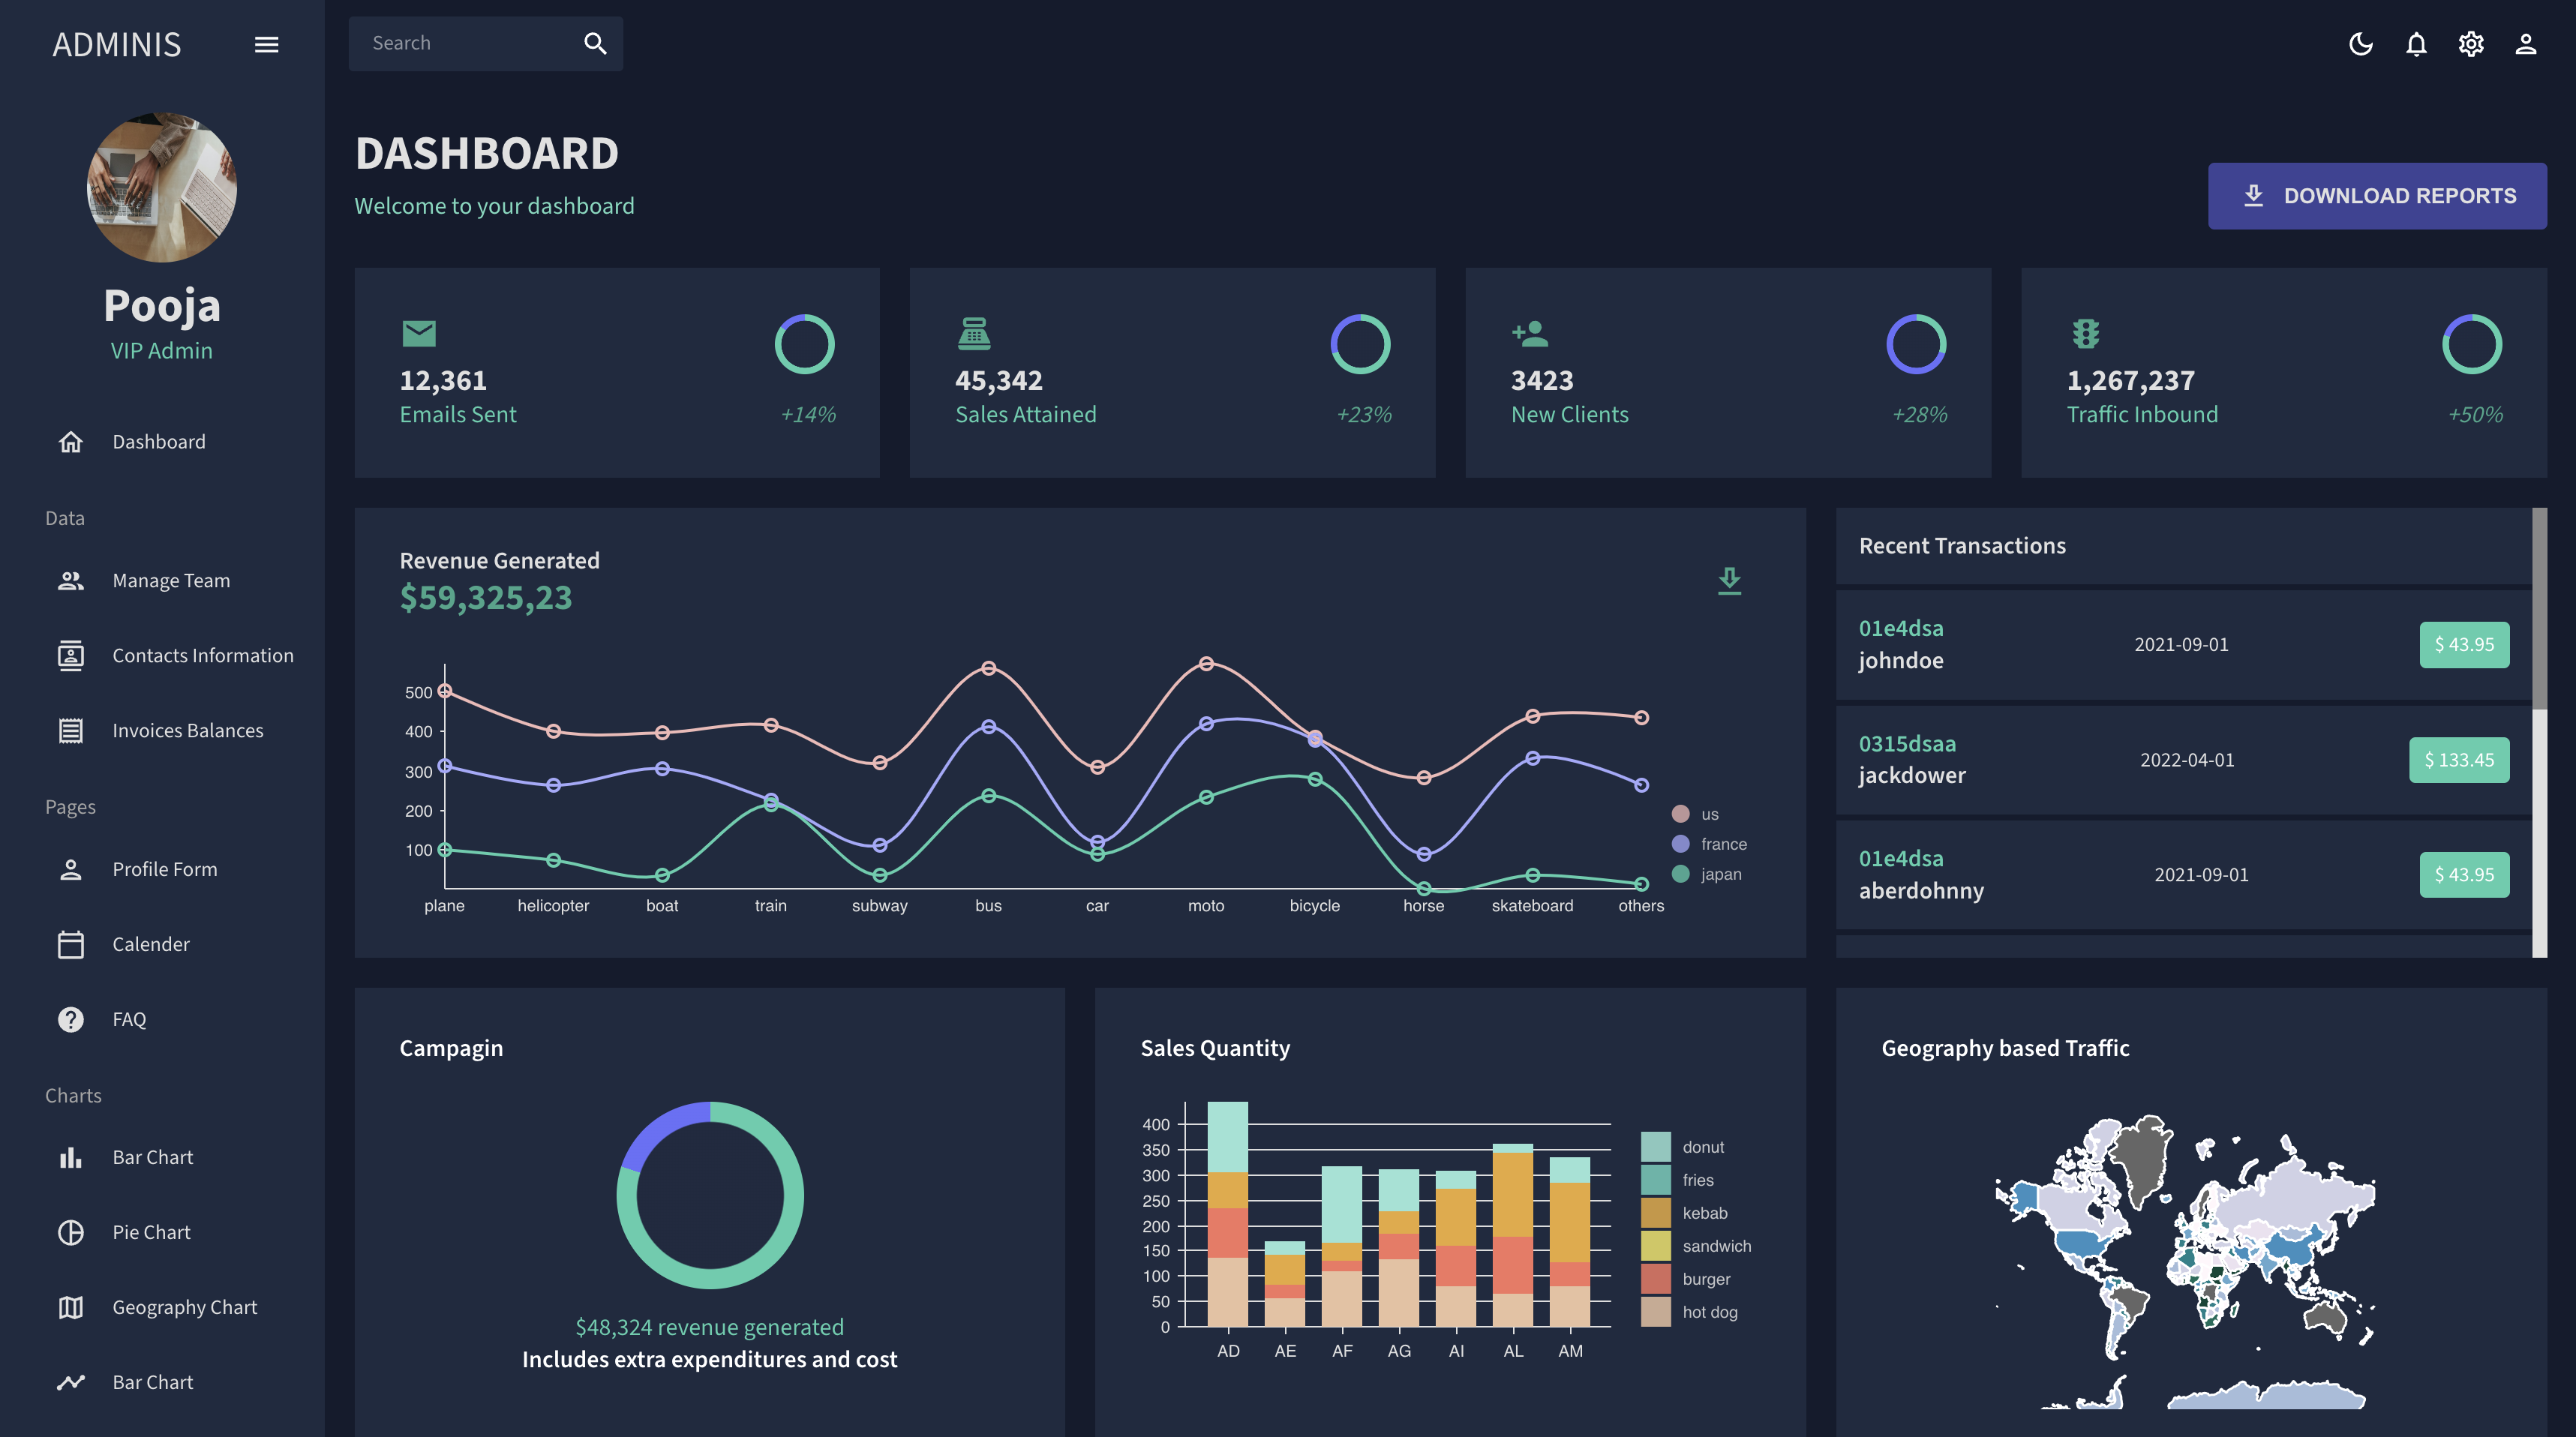 ADMINIS
Search
Pooja
VIP Admin
Dashboard
Data
Manage Team
Contacts Information
Invoices Balances
Pages
Profile Form
Calender
FAQ
Charts
Bar Chart
Pie Chart
Geography Chart
Bar Chart
DASHBOARD
Welcome to your dashboard
DOWNLOAD REPORTS
12,361
Emails Sent
+14%
45,342
Sales Attained
+23%
3423
New Clients
+28%
1,267,237
Traffic Inbound
+50%
Revenue Generated
$59,325,23
500
400
300
200
100
plane helicopter boat train subway bus car moto bicycle horse skateboard others
us
france
japan
Recent Transactions
01e4dsa
johndoe
2021-09-01
$ 43.95
0315dsaa
jackdower
2022-04-01
$ 133.45
01e4dsa
aberdohnny
2021-09-01
$ 43.95
Campagin
$48,324 revenue generated
Includes extra expenditures and cost
Sales Quantity
400
350
300
250
200
150
100
50
0
AD AE AF AG AI AL AM
donut
fries
kebab
sandwich
burger
hot dog
Geography based Traffic